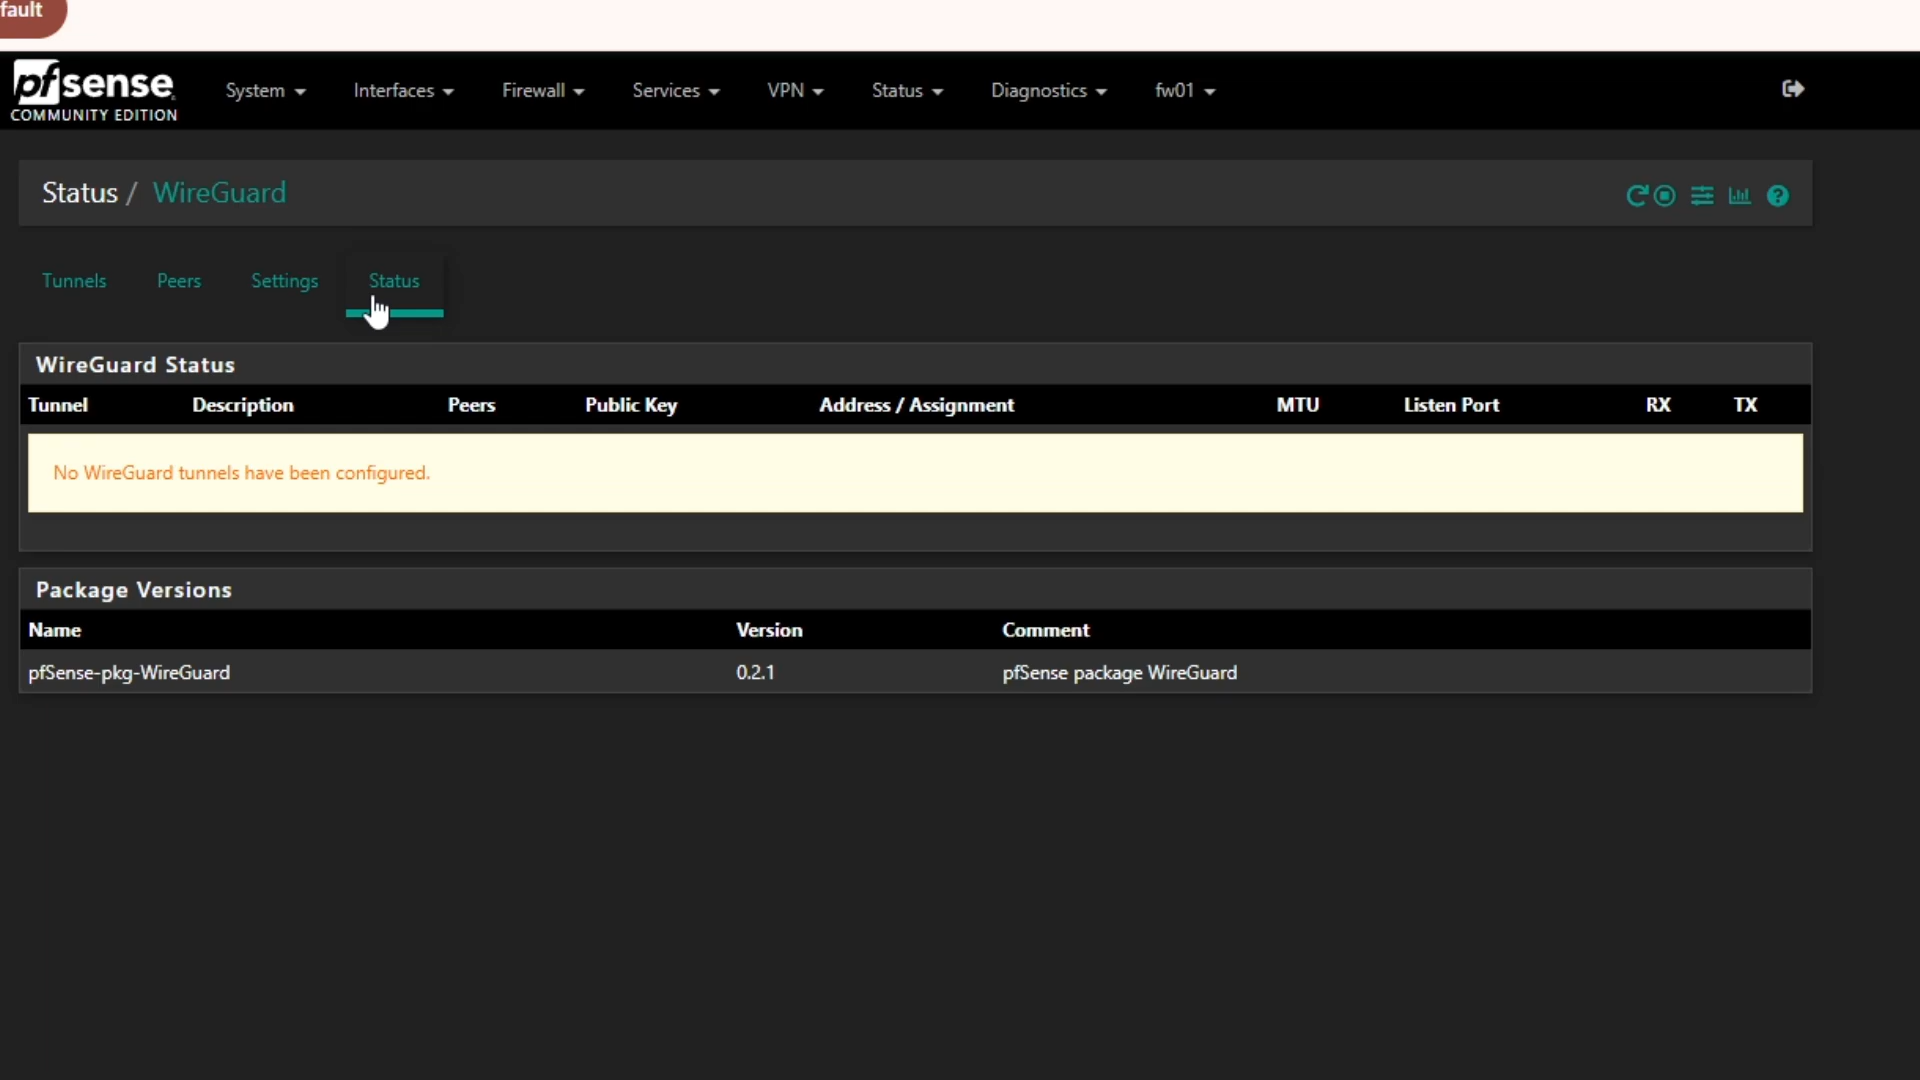 fault
pfsense
COMMUNITY EDITION
System Interfaces Firewall Services VPN Status Diagnostics fw01
Status / WireGuard
Tunnels Peers Settings Status
WireGuard Status
Tunnel Description Peers Public Key Address / Assignment MTU Listen Port RX TX
No WireGuard tunnels have been configured.
Package Versions
Name Version Comment
pfSense-pkg-WireGuard 0.2.1 pfSense package WireGuard